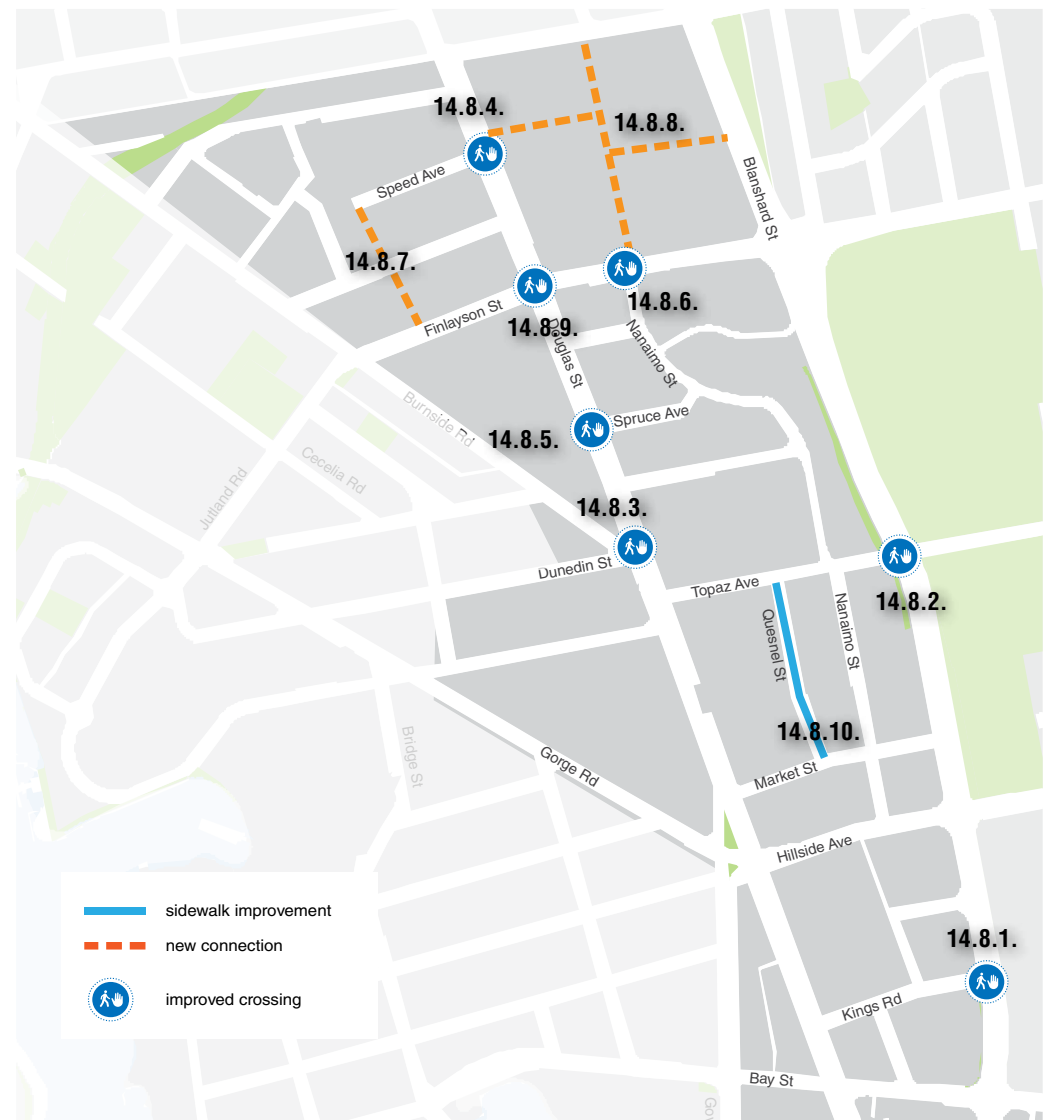 14.8.4.
14.8.8.
Speed Ave
Blanshard St
14.8.7.
14.8.6.
Finlayson St
14.8.9.
Douglas St
Nanaimo St
Burnside Rd
Spruce Ave
14.8.5.
Cecelia Rd
Jutland Rd
14.8.3.
Dunedin St
Topaz Ave
14.8.2.
Quesnel St
Nanaimo St
14.8.10.
Bridge St
Gorge Rd
Market St
Hillside Ave
sidewalk improvement
new connection
improved crossing
14.8.1.
Kings Rd
Bay St